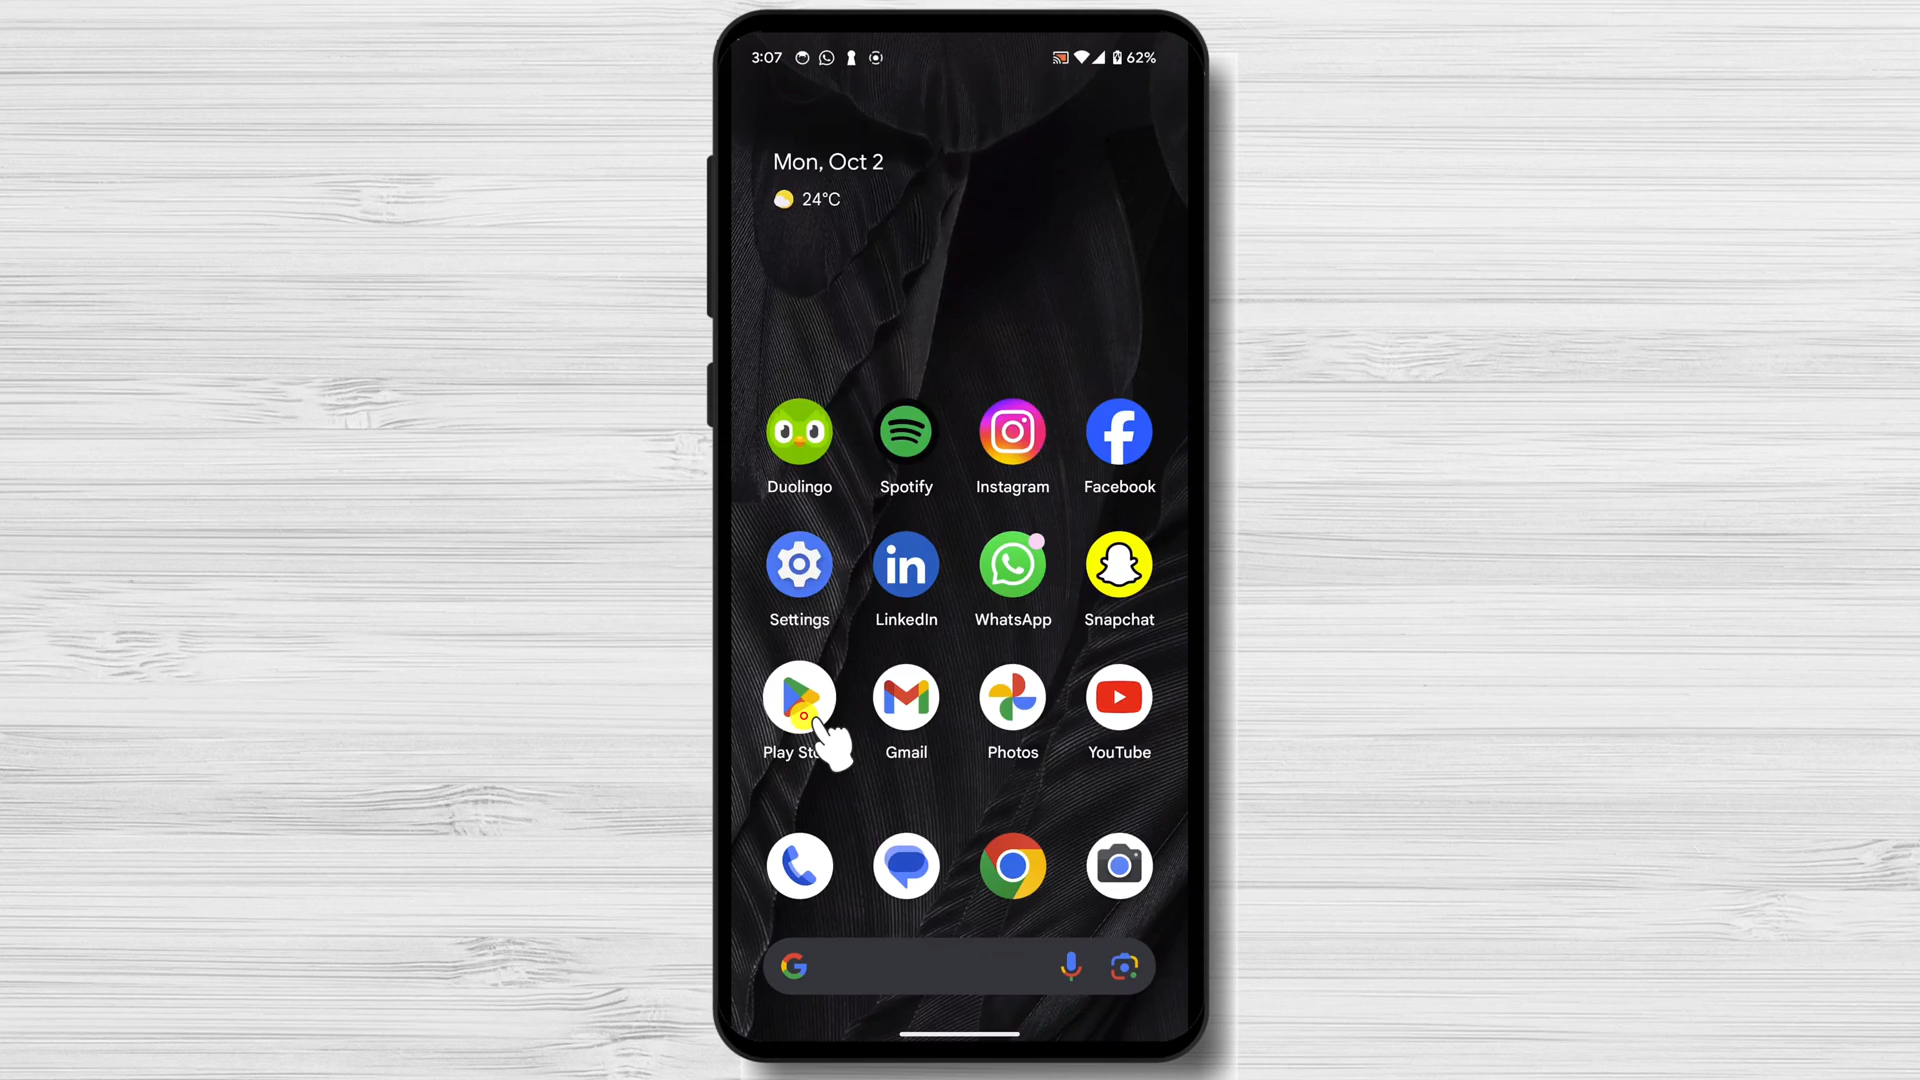 3:07 62%
Mon, Oct 2
24°C
Duolingo Spotify Instagram Facebook
Settings LinkedIn WhatsApp Snapchat
Play Gmail Photos YouTube